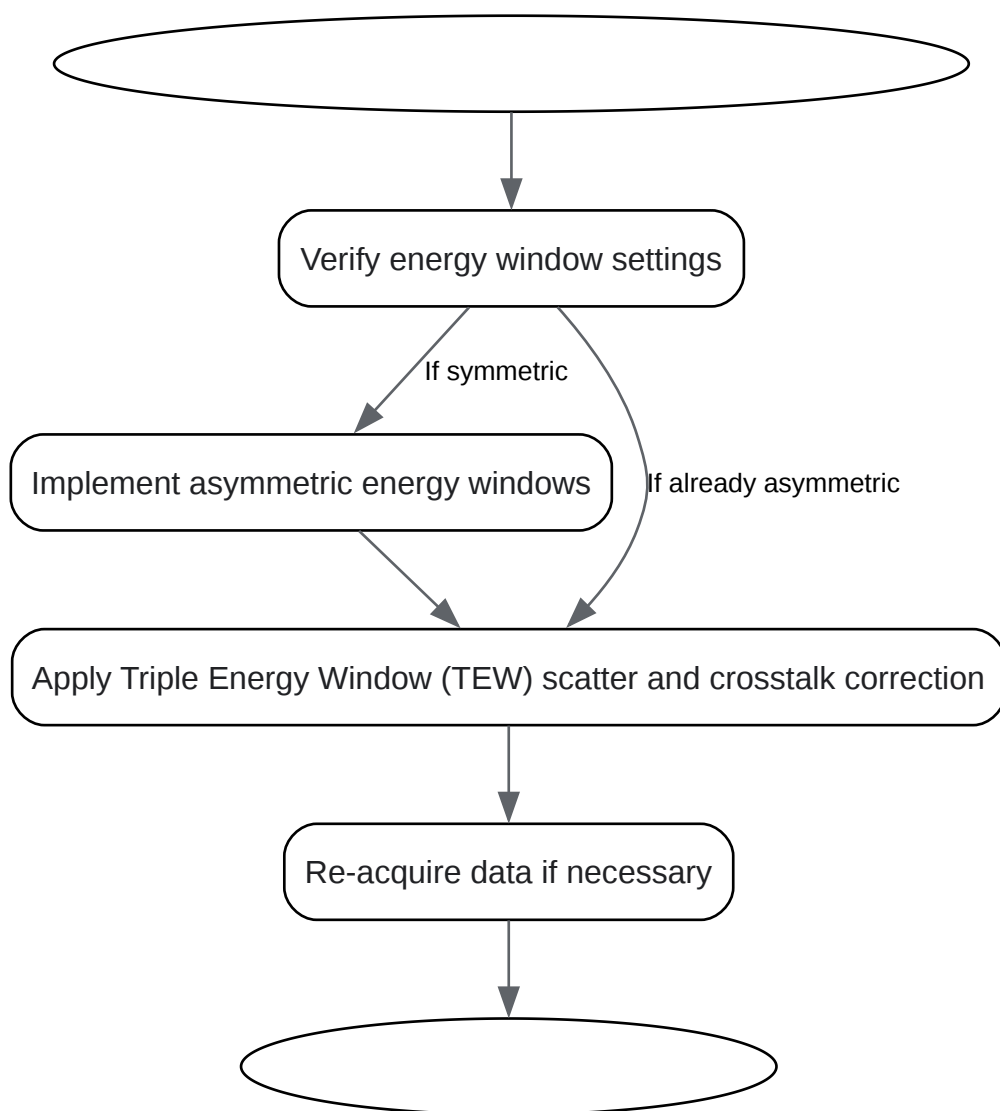 Verify energy window settings
If symmetric
Implement asymmetric energy windows
If already asymmetric
Apply Triple Energy Window (TEW) scatter and crosstalk correction
Re-acquire data if necessary